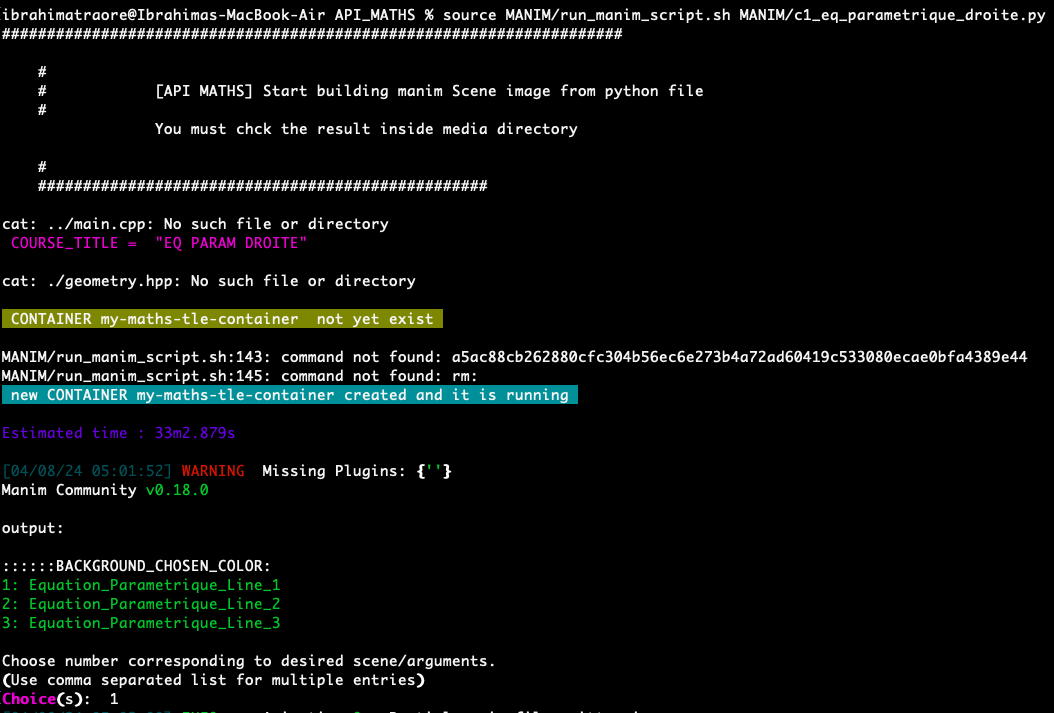 ibrahimatraore@Ibrahimas-MacBook-Air API_MATHS % source MANIM/run_manim_script.sh MANIM/c1_eq_parametrique_droite.py
#####################################################################
#
# [API MATHS] Start building manim Scene image from python file
#
You must chck the result inside media directory
#
##################################################
cat: ../main.cpp: No such file or directory
COURSE_TITLE = "EQ PARAM DROITE"
cat: ./geometry.hpp: No such file or directory
CONTAINER my-maths-tle-container not yet exist
MANIM/run_manim_script.sh:143: command not found: a5ac88cb262880cfc304b56ec6e273b4a72ad60419c533080ecae0bfa4389e44
MANIM/run_manim_script.sh:145: command not found: rm:
new CONTAINER my-maths-tle-container created and it is running
Estimated time : 33m2.879s
[04/08/24 05:01:52] WARNING Missing Plugins: {''}
Manim Community v0.18.0
output:
::::::BACKGROUND_CHOSEN_COLOR:
1: Equation_Parametrique_Line_1
2: Equation_Parametrique_Line_2
3: Equation_Parametrique_Line_3
Choose number corresponding to desired scene/arguments.
(Use comma separated list for multiple entries)
Choice(s): 1